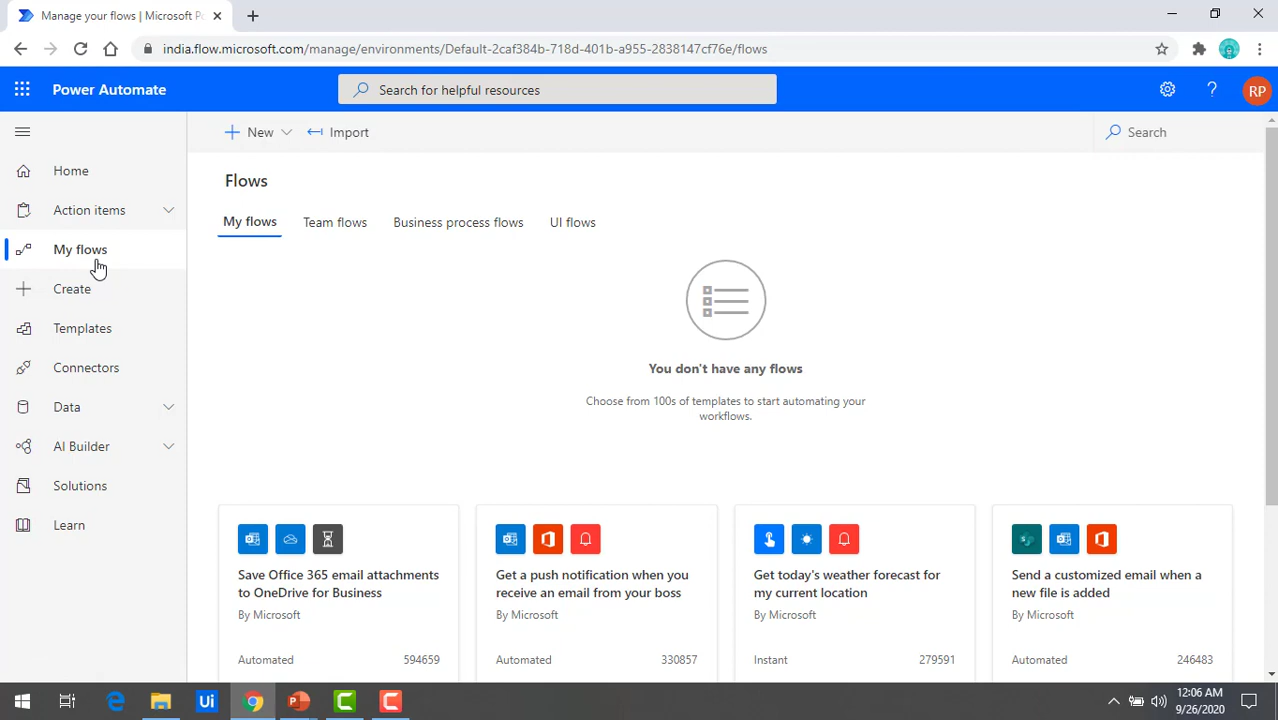 Manage your flows | Microsoft P
india.flow.microsoft.com/manage/environments/Default-2caf384b-718d-401b-a955-2838147cf76e/flows
Power Automate
Search for helpful resources
?
RP
New
Import
Search
Home
Action items
My flows
Create
Templates
Connectors
Data
AI Builder
Solutions
Learn
Flows
My flows
Team flows
Business process flows
UI flows
You don't have any flows
Choose from 100s of templates to start automating your
workflows.
Save Office 365 email attachments
to OneDrive for Business
By Microsoft
Automated
594659
Get a push notification when you
receive an email from your boss
By Microsoft
Automated
330857
Get today's weather forecast for
my current location
By Microsoft
Instant
279591
Send a customized email when a
new file is added
By Microsoft
Automated
246483
Ui
12:06 AM
9/26/2020